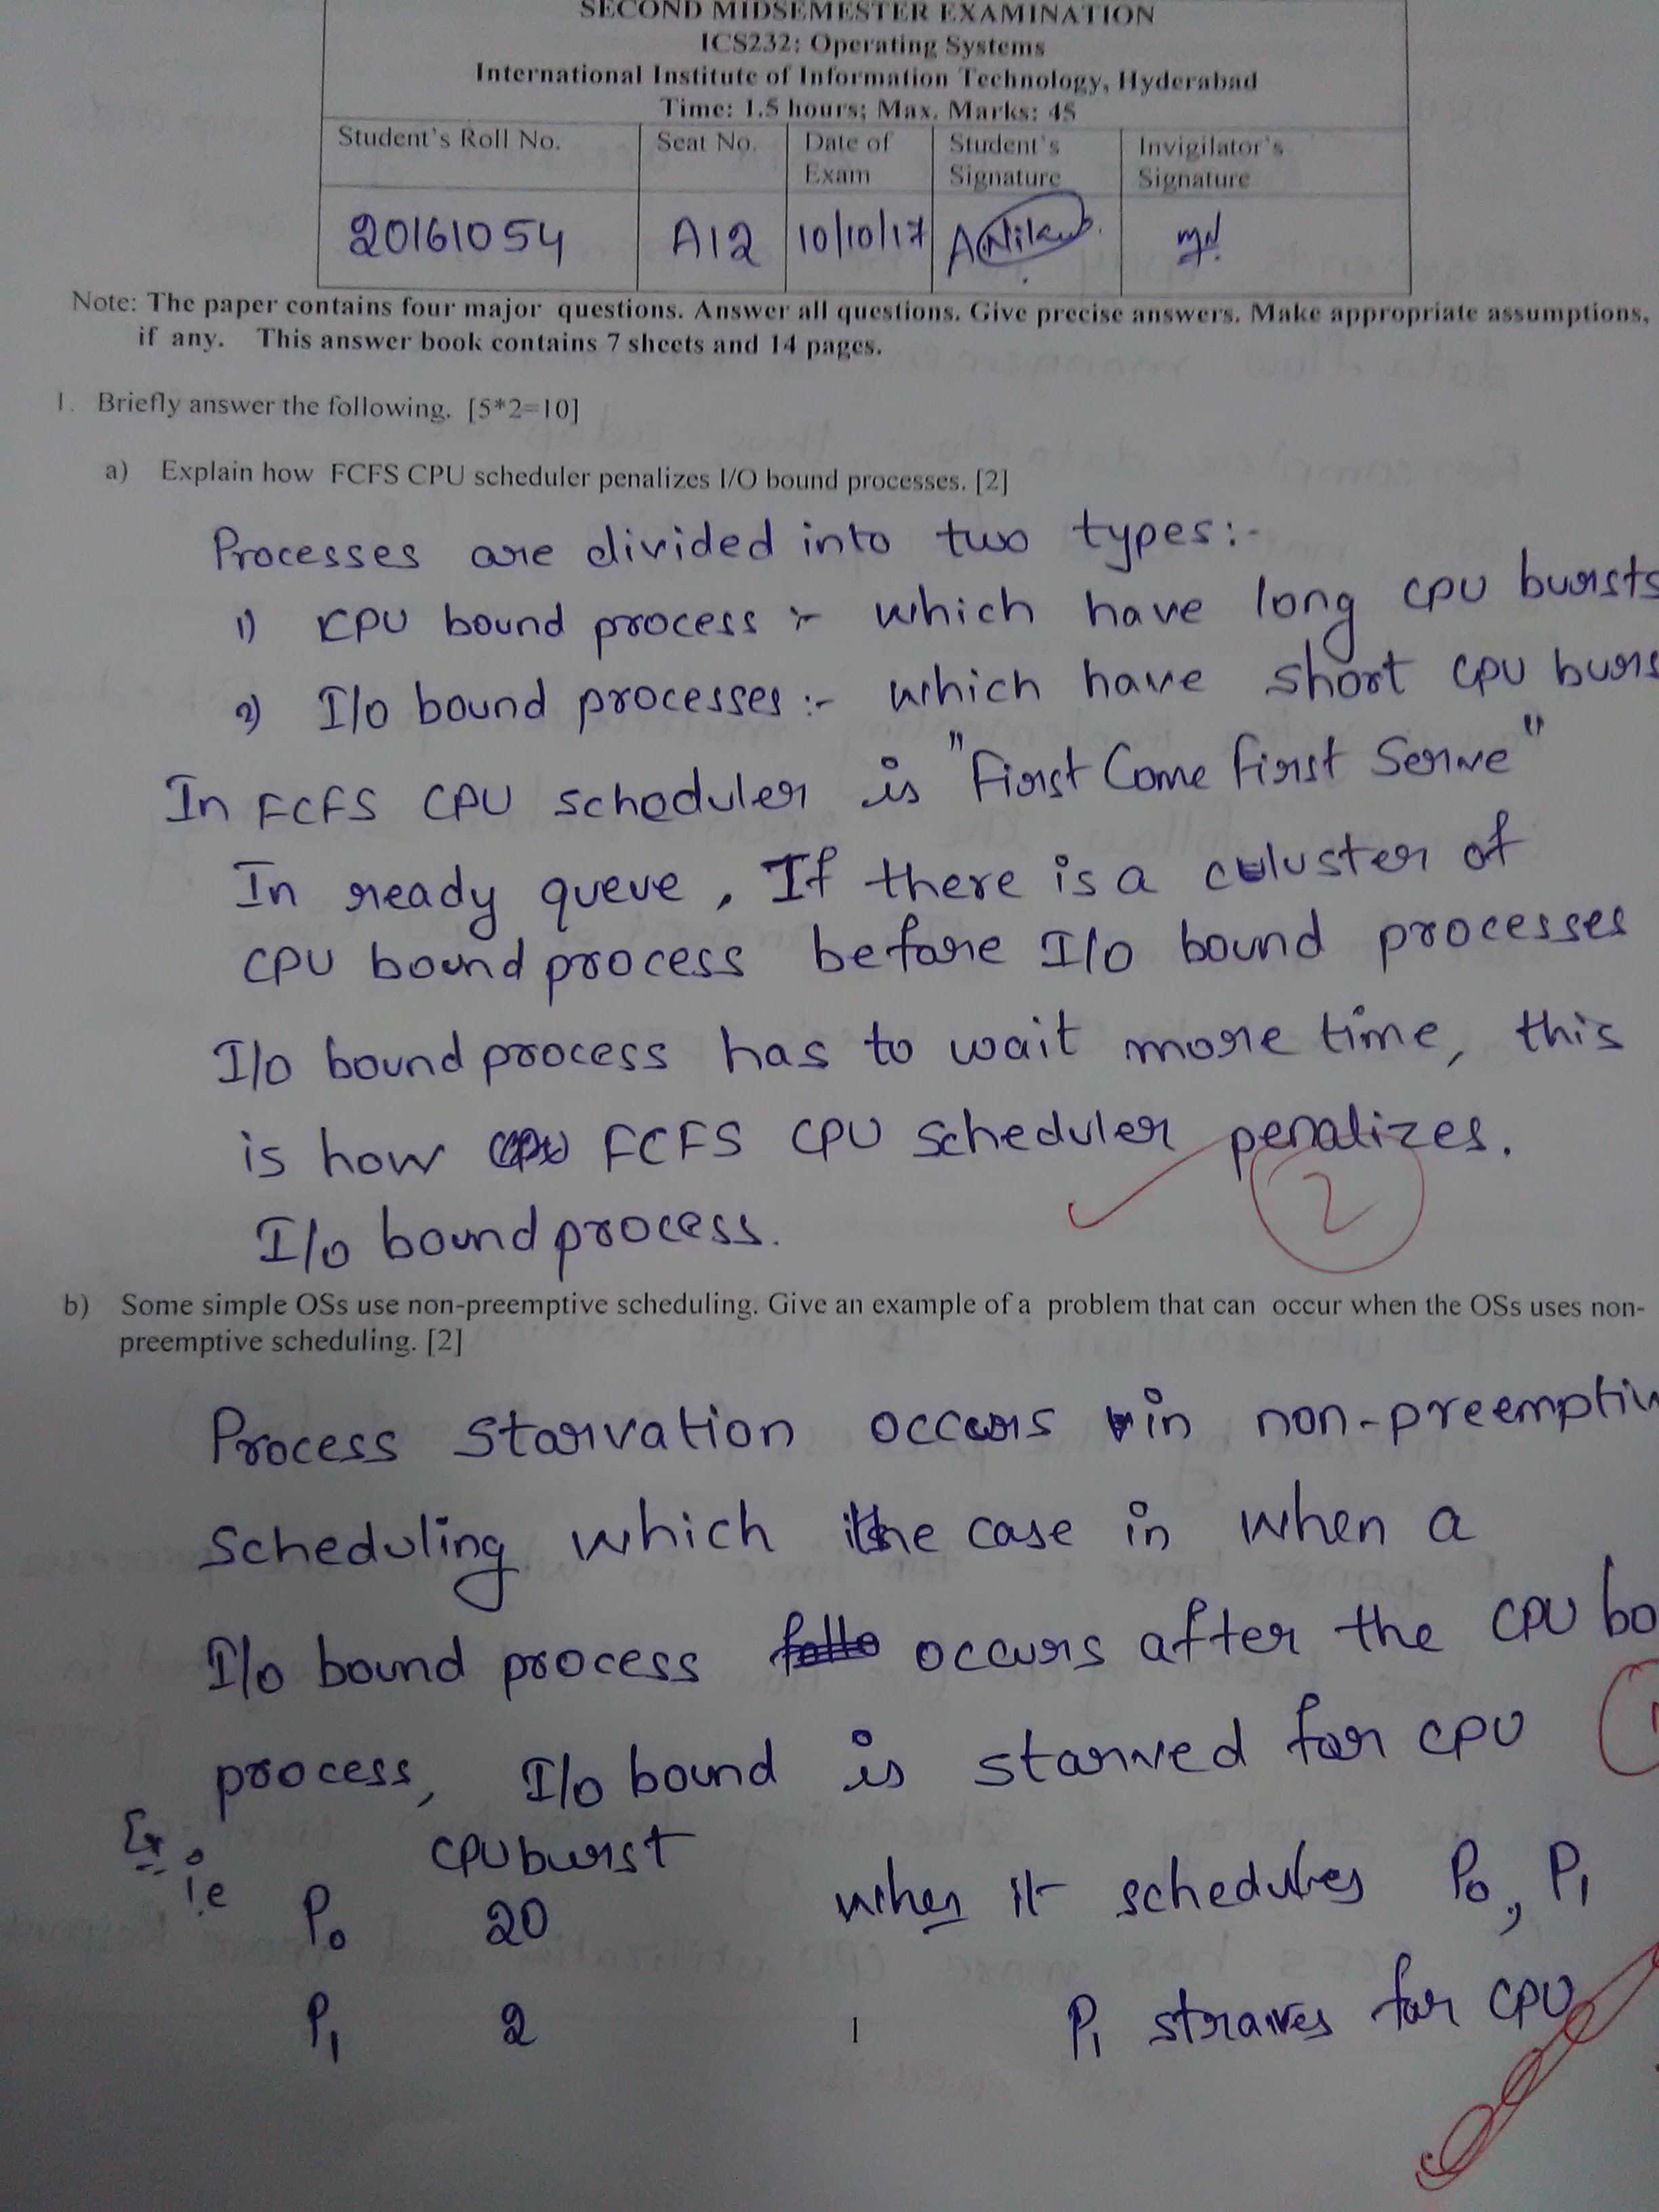 SECOND MIDSEMESTER EXAMINATION
ICS232: Operating Systems
International Institute of Information Technology, Hyderabad
Time: 1.5 hours; Max. Marks: 45
Student's Roll No. Seat No. Date of Exam Student's Signature Invigilator's Signature
20161054 A12 10/10/17
Note: The paper contains four major questions. Answer all questions. Give precise answers. Make appropriate assumptions,
if any. This answer book contains 7 sheets and 14 pages.
1. Briefly answer the following. [5*2=10]
a) Explain how FCFS CPU scheduler penalizes I/O bound processes. [2]
Processes are divided into two types:-
1) CPU bound process :- which have long CPU bursts
2) I/O bound processes :- which have short CPU burs
In FCFS CPU scheduler is "First Come First Serve"
In ready queue, If there is a cluster of
CPU bound process before I/O bound processes
I/O bound process has to wait more time, this
is how FCFS CPU scheduler penalizes.
I/O bound process.
2
b) Some simple OSs use non-preemptive scheduling. Give an example of a problem that can occur when the OSs uses non-
preemptive scheduling. [2]
Process starvation occurs in non-preemptiv
scheduling which the case in when a
I/O bound process occurs after the CPU bo
process, I/O bound is starved for CPU
Ex i.e CPU burst
P0 20 when it schedules P0, P1
P1 2 P1 straives for CPU
1